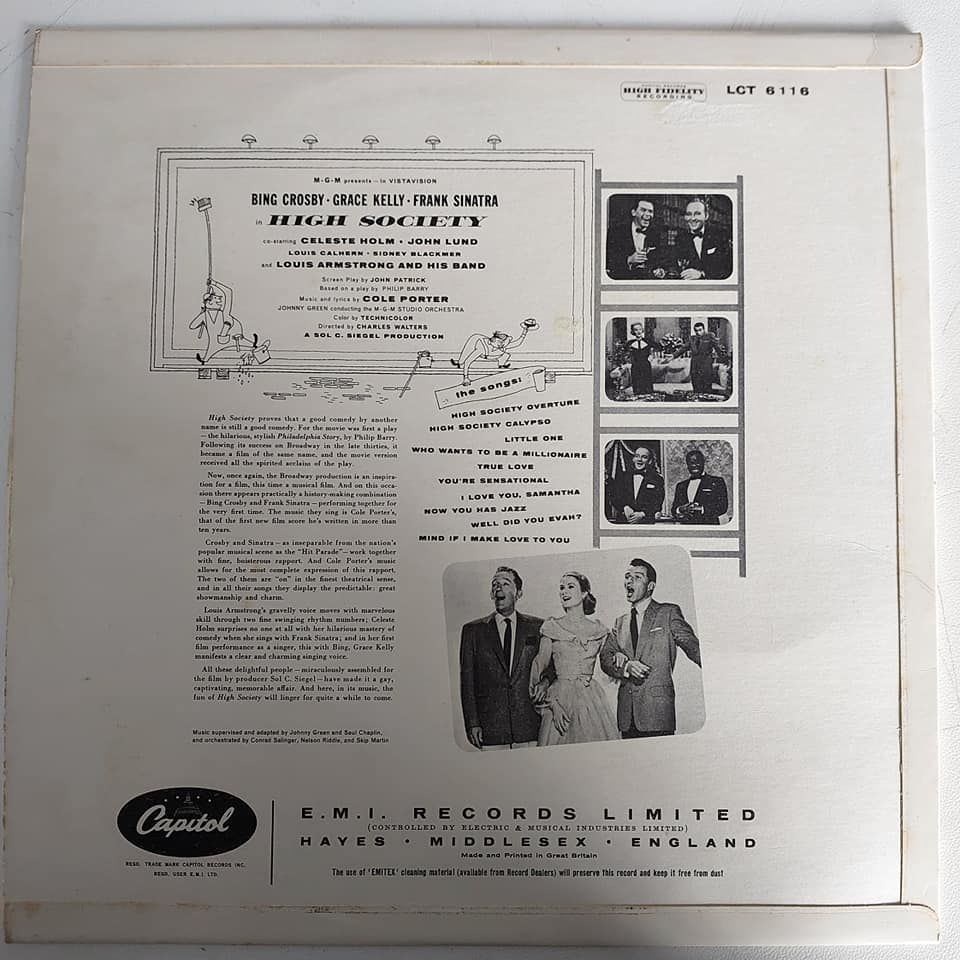 CAPITOL RECORDS
HIGH FIDELITY
RECORDING
LCT 6116
M-G-M presents — in VISTAVISION
BING CROSBY · GRACE KELLY · FRANK SINATRA
in HIGH SOCIETY
co-starring CELESTE HOLM · JOHN LUND
LOUIS CALHERN · SIDNEY BLACKMER
and LOUIS ARMSTRONG AND HIS BAND
Screen Play by JOHN PATRICK
Based on a play by PHILIP BARRY
Music and lyrics by COLE PORTER
JOHNNY GREEN conducting the M-G-M STUDIO ORCHESTRA
Color by TECHNICOLOR
Directed by CHARLES WALTERS
A SOL C. SIEGEL PRODUCTION
the songs:
HIGH SOCIETY OVERTURE
HIGH SOCIETY CALYPSO
LITTLE ONE
WHO WANTS TO BE A MILLIONAIRE
TRUE LOVE
YOU'RE SENSATIONAL
I LOVE YOU, SAMANTHA
NOW YOU HAS JAZZ
WELL DID YOU EVAH?
MIND IF I MAKE LOVE TO YOU
High Society proves that a good comedy by another
name is still a good comedy. For the movie was first a play
— the hilarious, stylish Philadelphia Story, by Philip Barry.
Following its success on Broadway in the late thirties, it
became a film of the same name, and the movie version
received all the spirited acclaims of the play.
Now, once again, the Broadway production is an inspira-
tion for a film, this time a musical film. And on this occa-
sion there appears practically a history-making combination
— Bing Crosby and Frank Sinatra — performing together for
the very first time. The music they sing is Cole Porter's,
that of the first new film score he's written in more than
ten years.
Crosby and Sinatra — as inseparable from the nation's
popular musical scene as the "Hit Parade" — work together
with fine, boisterous rapport. And Cole Porter's music
allows for the most complete expression of this rapport.
The two of them are "on" in the finest theatrical sense,
and in all their songs they display the predictable: great
showmanship and charm.
Louis Armstrong's gravelly voice moves with marvelous
skill through two fine swinging rhythm numbers; Celeste
Holm surprises no one at all with her hilarious mastery of
comedy when she sings with Frank Sinatra; and in her first
film performance as a singer, this with Bing, Grace Kelly
manifests a clear and charming singing voice.
All these delightful people — miraculously assembled for
the film by producer Sol C. Siegel — have made it a gay,
captivating, memorable affair. And here, in its music, the
fun of High Society will linger for quite a while to come.
Music supervised and adapted by Johnny Green and Saul Chaplin,
and orchestrated by Conrad Salinger, Nelson Riddle, and Skip Martin
Capitol
REGD. TRADE MARK CAPITOL RECORDS INC.
REGD. USER E.M.I. LTD.
E.M.I. RECORDS LIMITED
(CONTROLLED BY ELECTRIC & MUSICAL INDUSTRIES LIMITED)
HAYES · MIDDLESEX · ENGLAND
Made and Printed in Great Britain
The use of 'EMITEX' cleaning material (available from Record Dealers) will preserve this record and keep it free from dust